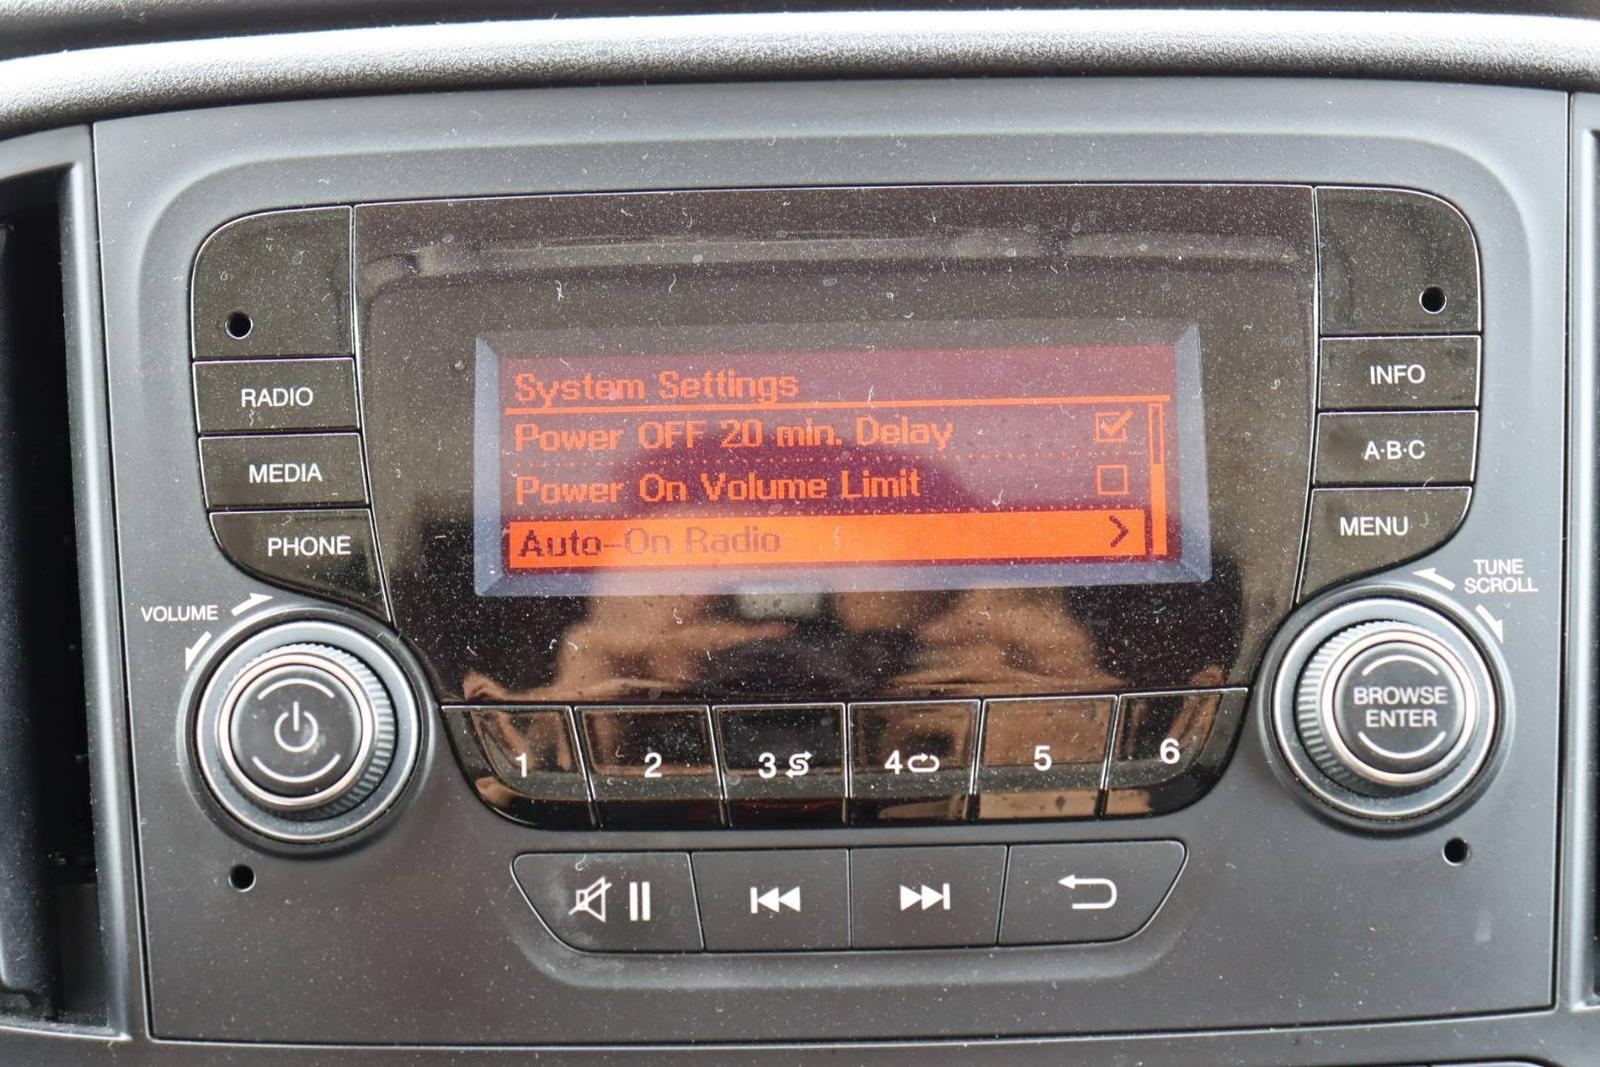 System Settings
Power OFF 20 min. Delay
Power On Volume Limit
Auto-On Radio
RADIO
MEDIA
PHONE
VOLUME
INFO
A·B·C
MENU
TUNE
SCROLL
BROWSE
ENTER
1
2
3
4
5
6